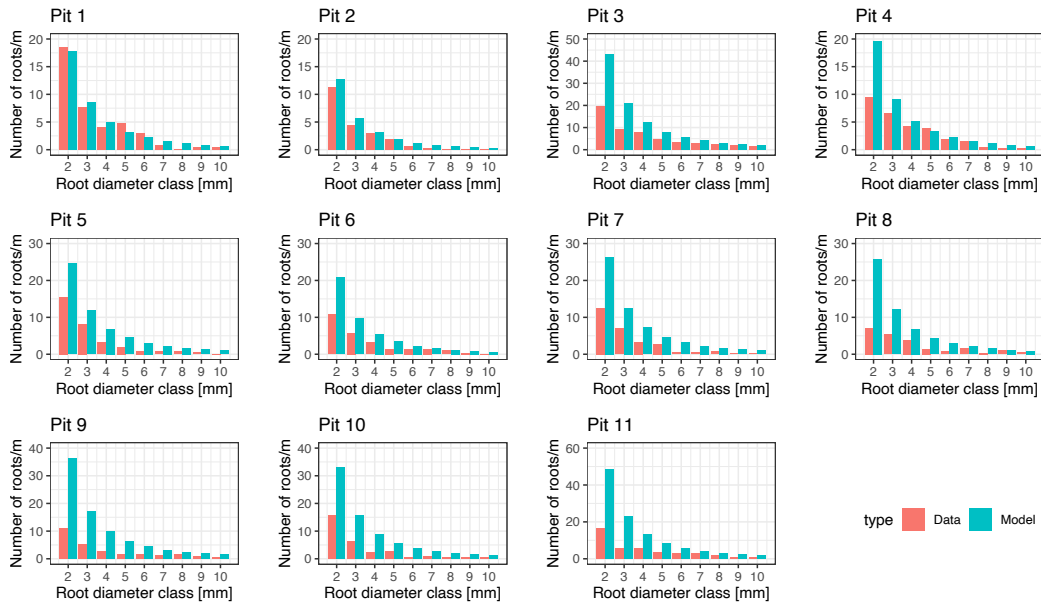 Pit 1
Number of roots/m
20
15
10
5
0
2 3 4 5 6 7 8 9 10
Root diameter class [mm]
Pit 2
Number of roots/m
20
15
10
5
0
2 3 4 5 6 7 8 9 10
Root diameter class [mm]
Pit 3
Number of roots/m
50
40
30
20
10
0
2 3 4 5 6 7 8 9 10
Root diameter class [mm]
Pit 4
Number of roots/m
20
15
10
5
0
2 3 4 5 6 7 8 9 10
Root diameter class [mm]
Pit 5
Number of roots/m
30
20
10
0
2 3 4 5 6 7 8 9 10
Root diameter class [mm]
Pit 6
Number of roots/m
30
20
10
0
2 3 4 5 6 7 8 9 10
Root diameter class [mm]
Pit 7
Number of roots/m
30
20
10
0
2 3 4 5 6 7 8 9 10
Root diameter class [mm]
Pit 8
Number of roots/m
30
20
10
0
2 3 4 5 6 7 8 9 10
Root diameter class [mm]
Pit 9
Number of roots/m
40
30
20
10
0
2 3 4 5 6 7 8 9 10
Root diameter class [mm]
Pit 10
Number of roots/m
40
30
20
10
0
2 3 4 5 6 7 8 9 10
Root diameter class [mm]
Pit 11
Number of roots/m
60
40
20
0
2 3 4 5 6 7 8 9 10
Root diameter class [mm]
type Data Model